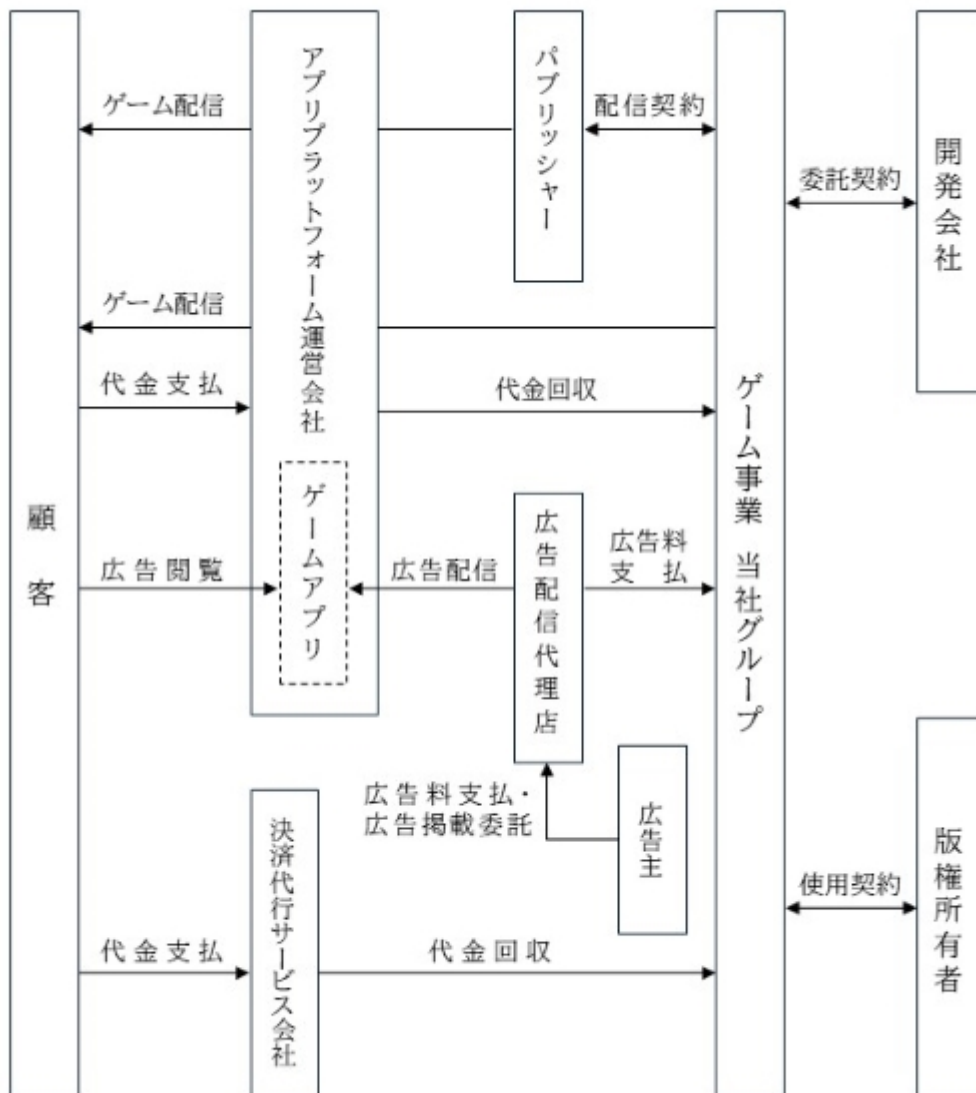 ゲーム配信
アプリプラットフォーム運営会社
パブリッシャー
配信契約
委託契約
開発会社
ゲーム配信
代金支払
代金回収
顧客
ゲームアプリ
広告閲覧
広告配信
広告配信代理店
広告料
支払
ゲーム事業 当社グループ
広告料支払・
広告掲載委託
広告主
決済代行サービス会社
代金支払
代金回収
使用契約
版権所有者